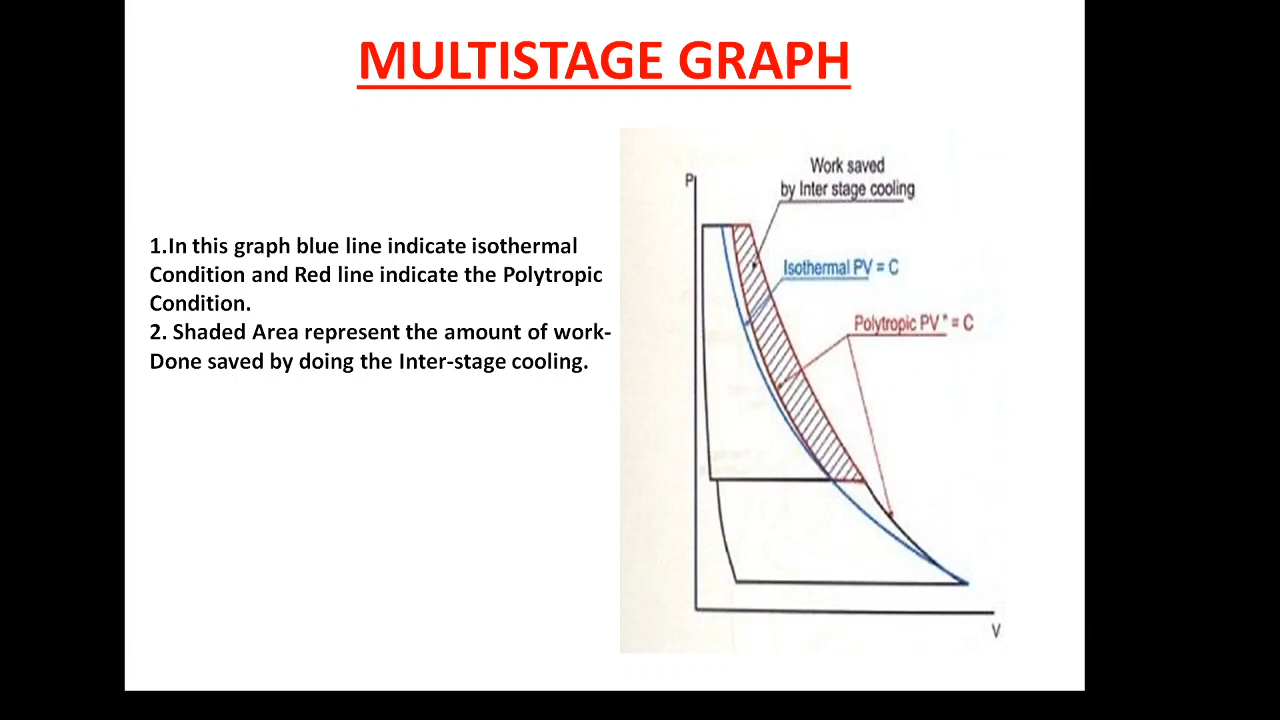 MULTISTAGE GRAPH
1.In this graph blue line indicate isothermal
Condition and Red line indicate the Polytropic
Condition.
2. Shaded Area represent the amount of work-
Done saved by doing the Inter-stage cooling.
Work saved
by Inter stage cooling
P
Isothermal PV = C
Polytropic PV * = C
V